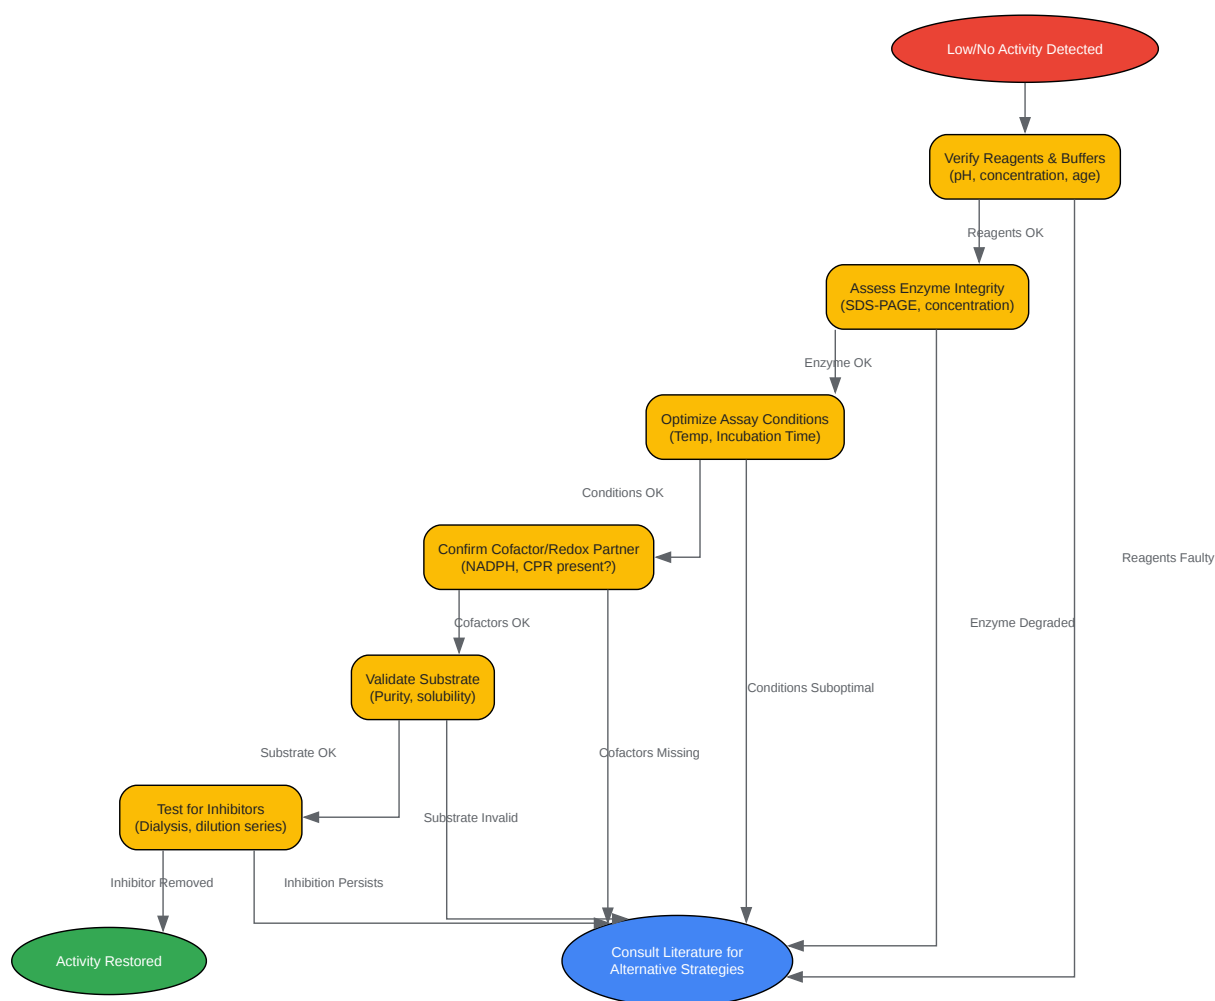 Low/No Activity Detected
Verify Reagents & Buffers
(pH, concentration, age)
Reagents OK
Assess Enzyme Integrity
(SDS-PAGE, concentration)
Enzyme OK
Optimize Assay Conditions
(Temp, Incubation Time)
Conditions OK
Confirm Cofactor/Redox Partner
(NADPH, CPR present?)
Reagents Faulty
Cofactors OK
Enzyme Degraded
Validate Substrate
(Purity, solubility)
Conditions Suboptimal
Substrate OK
Cofactors Missing
Test for Inhibitors
(Dialysis, dilution series)
Substrate Invalid
Inhibitor Removed
Inhibition Persists
Activity Restored
Consult Literature for
Alternative Strategies